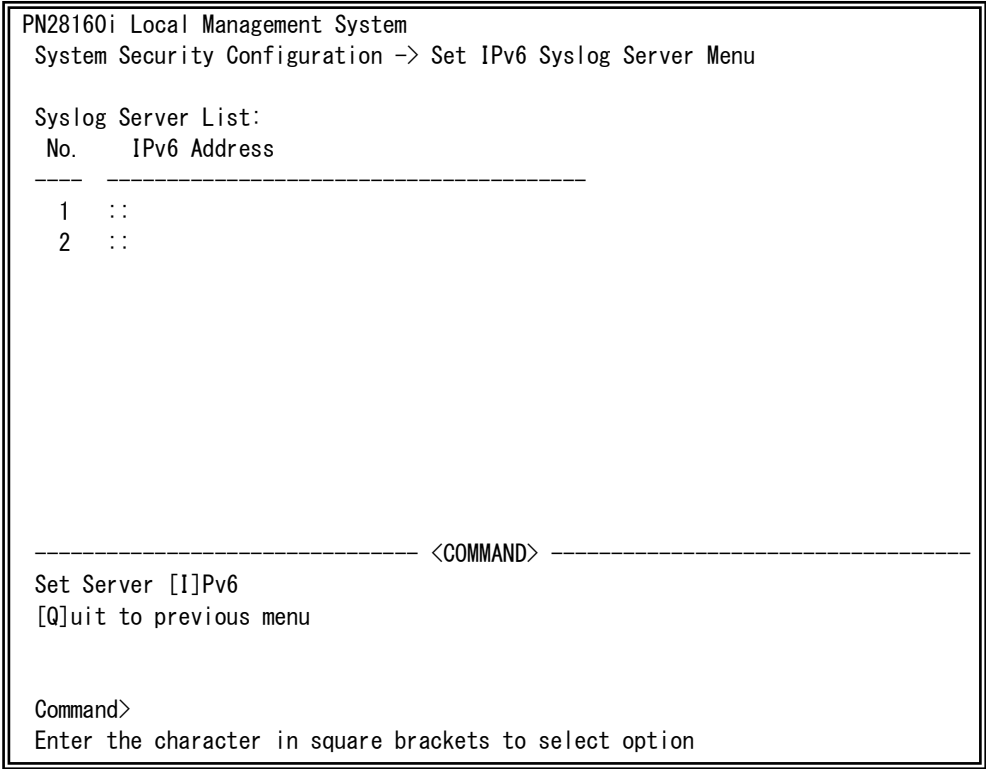 PN28160i Local Management System
System Security Configuration -> Set IPv6 Syslog Server Menu
Syslog Server List:
No.    IPv6 Address
----  ----------------------------------------
1   ::
2   ::
-------------------------------- <COMMAND> -----------------------------------
Set Server [I]Pv6
[Q]uit to previous menu
Command>
Enter the character in square brackets to select option